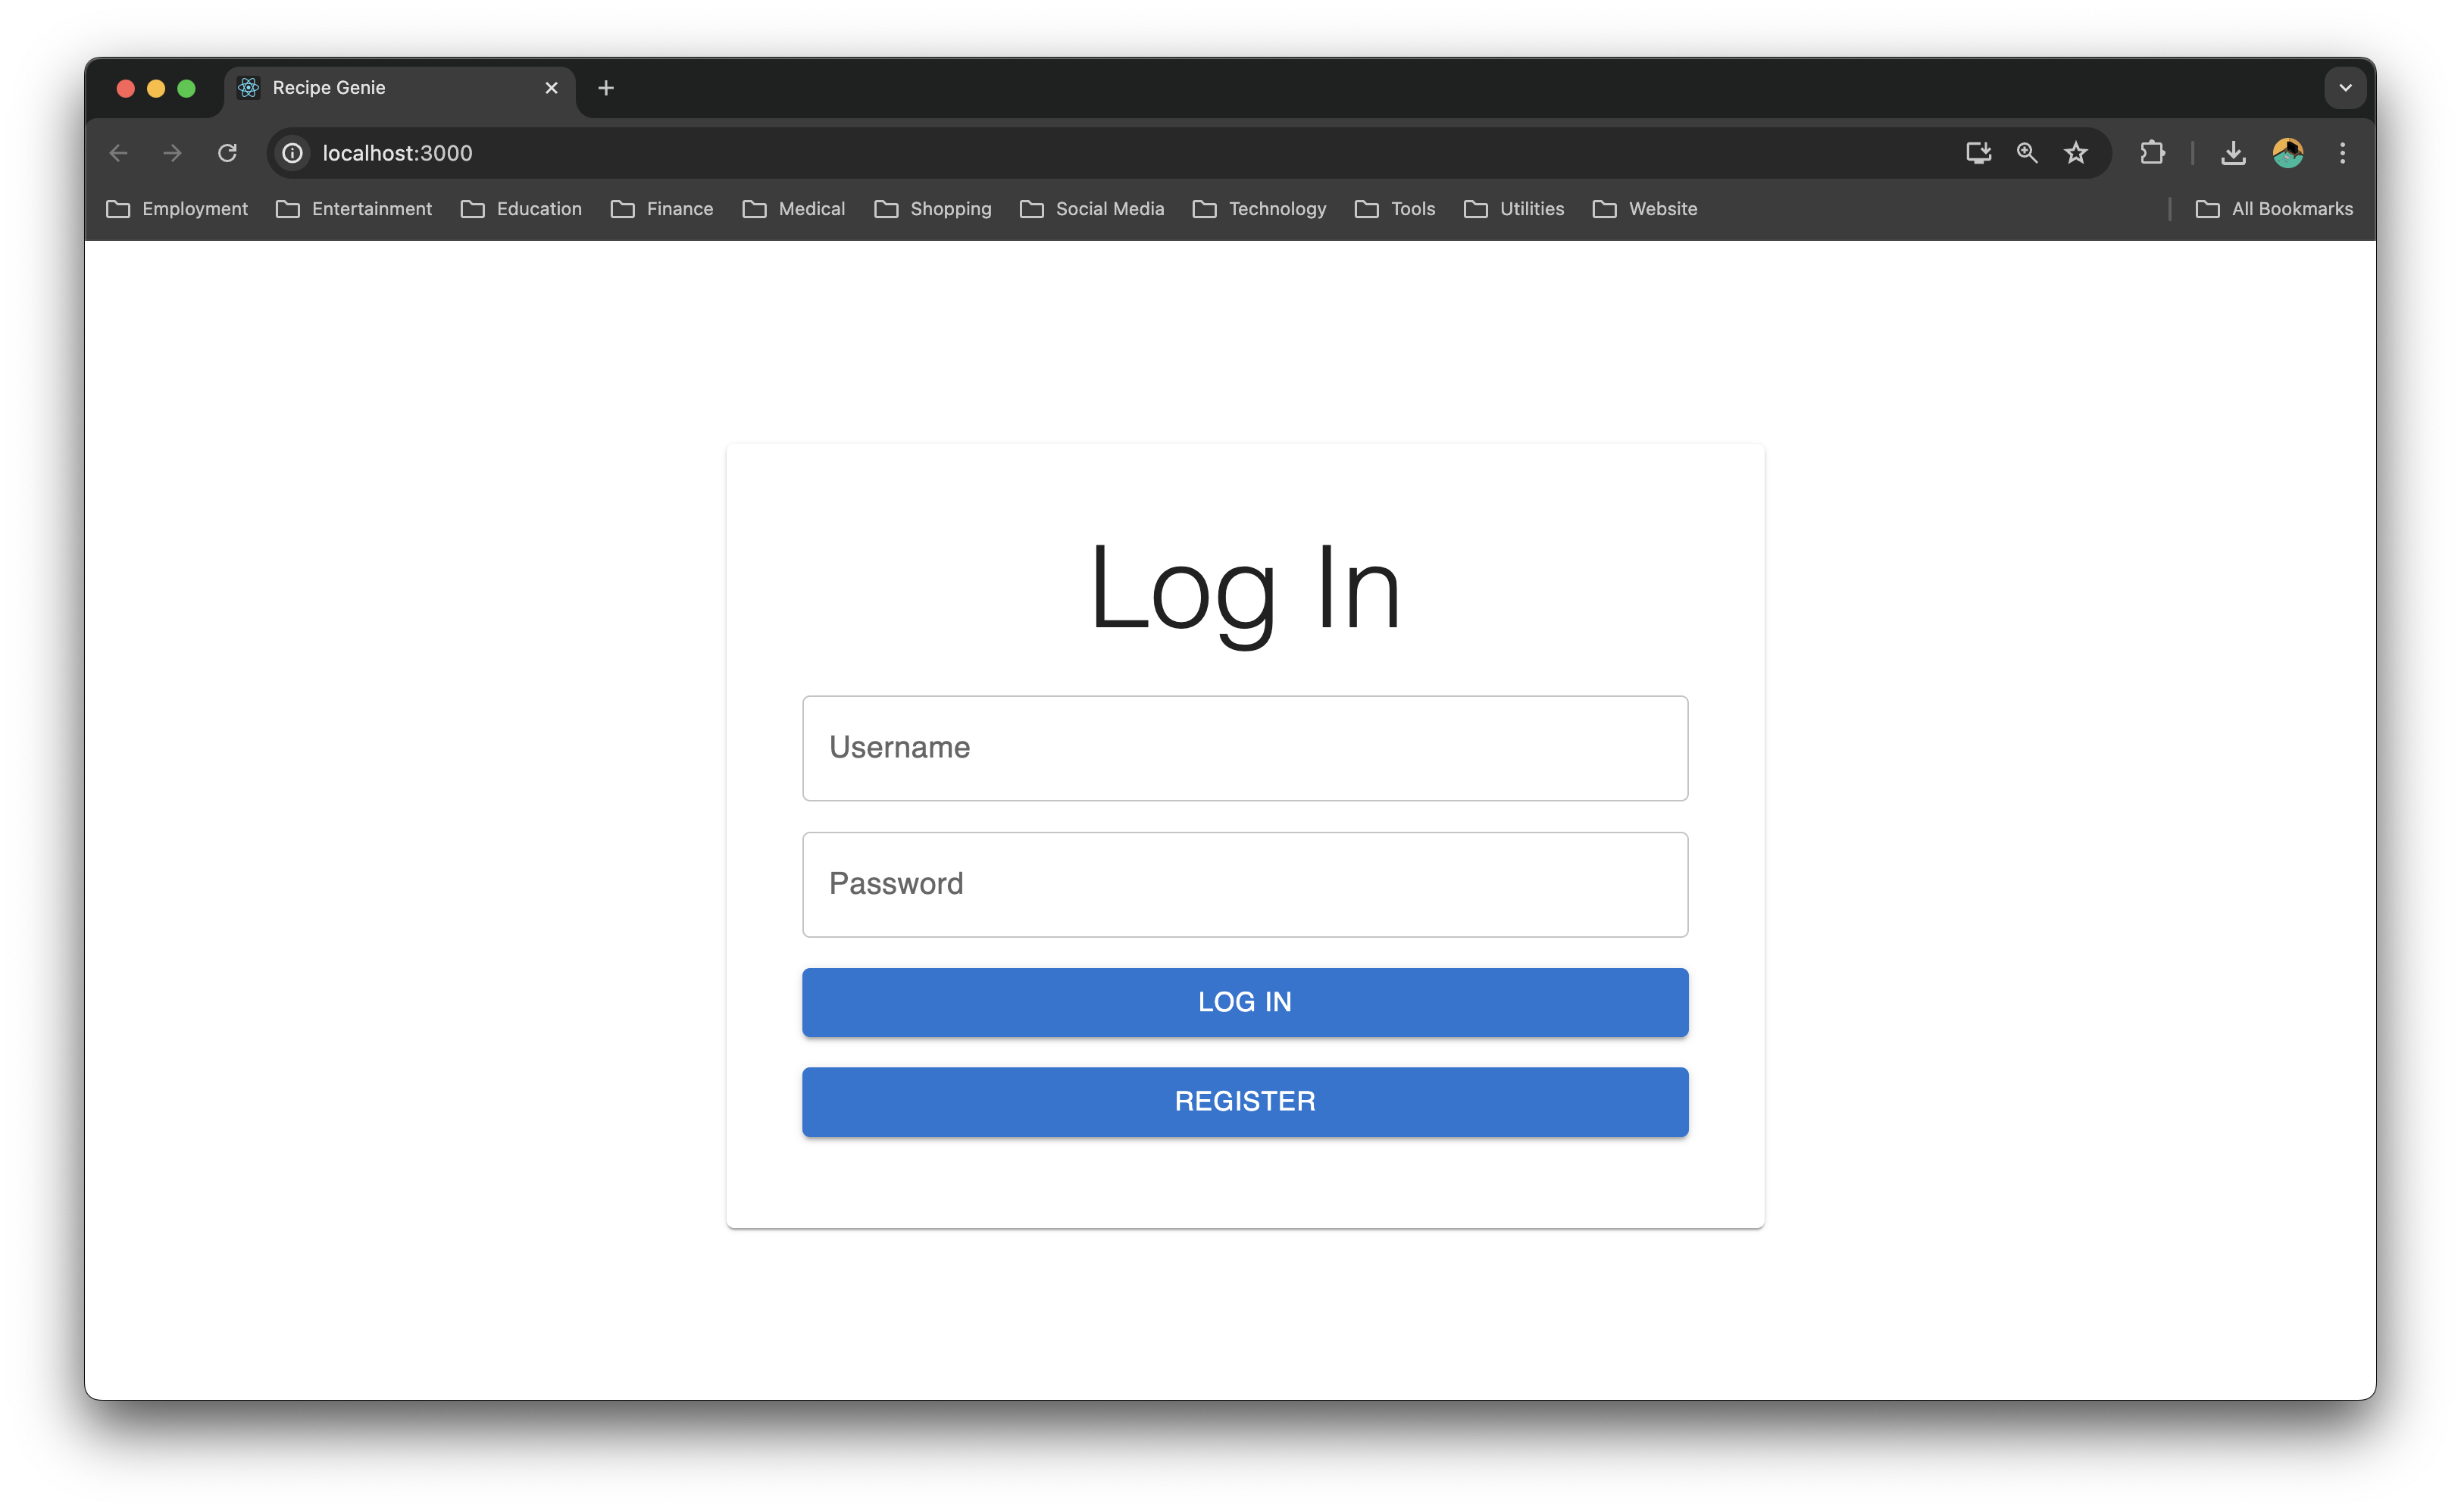 Recipe Genie
localhost:3000
Employment Entertainment Education Finance Medical Shopping Social Media Technology Tools Utilities Website All Bookmarks
Log In
Username
Password
LOG IN
REGISTER